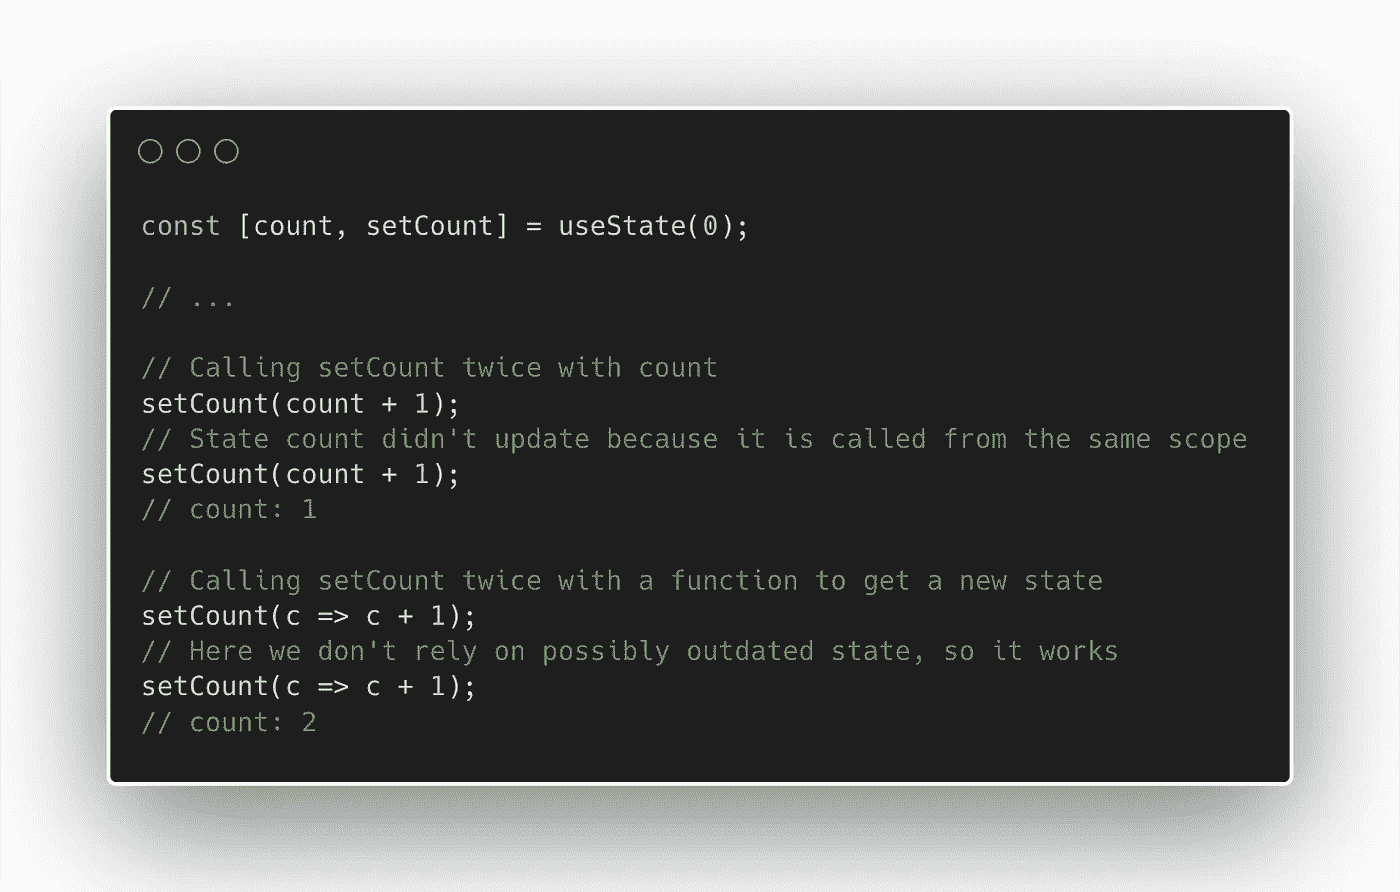 const [count, setCount] = useState(0);
// ...
// Calling setCount twice with count
setCount(count + 1);
// State count didn't update because it is called from the same scope
setCount(count + 1);
// count: 1
// Calling setCount twice with a function to get a new state
setCount(c => c + 1);
// Here we don't rely on possibly outdated state, so it works
setCount(c => c + 1);
// count: 2